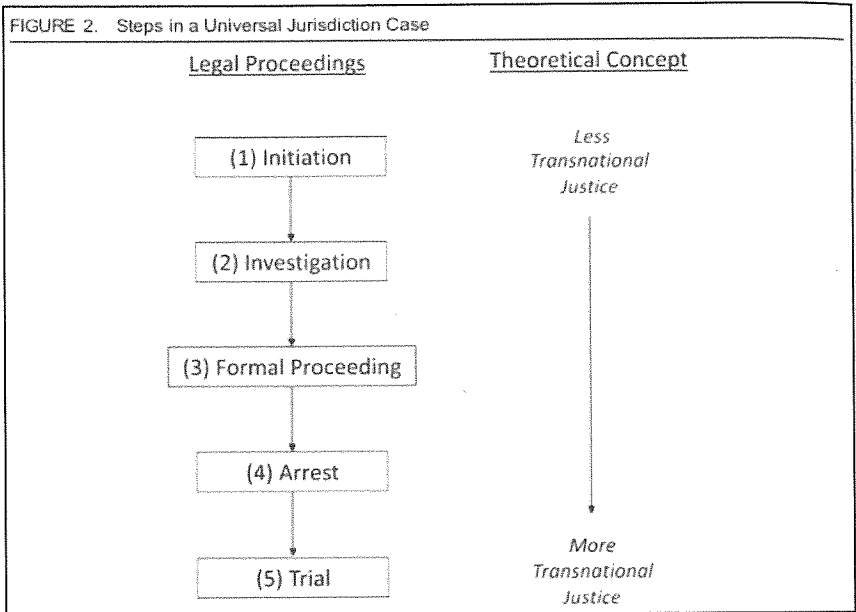 FIGURE 2. Steps in a Universal Jurisdiction Case
Legal Proceedings
Theoretical Concept
(1) Initiation
(2) Investigation
(3) Formal Proceeding
(4) Arrest
(5) Trial
Less
Transnational
Justice
More
Transnational
Justice